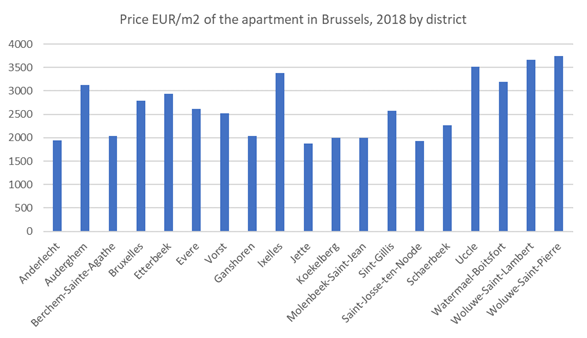 Price EUR/m2 of the apartment in Brussels, 2018 by district
4000
3500
3000
2500
2000
1500
1000
500
0
Anderlecht
Auderghem
Berchem-Sainte-Agathe
Bruxelles
Etterbeek
Evere
Vorst
Ganshoren
Ixelles
Jette
Koekelberg
Molenbeek-Saint-Jean
Sint-Gillis
Saint-Josse-ten-Noode
Schaerbeek
Uccle
Watermael-Boitsfort
Woluwe-Saint-Lambert
Woluwe-Saint-Pierre